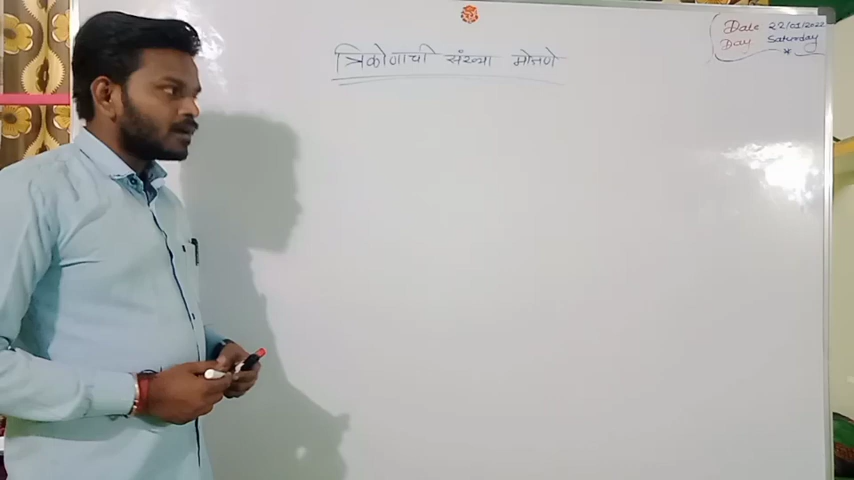 ॐ
त्रिकोणाची संख्या मोजणे
Date 22/01/2022
Day Saturday
*